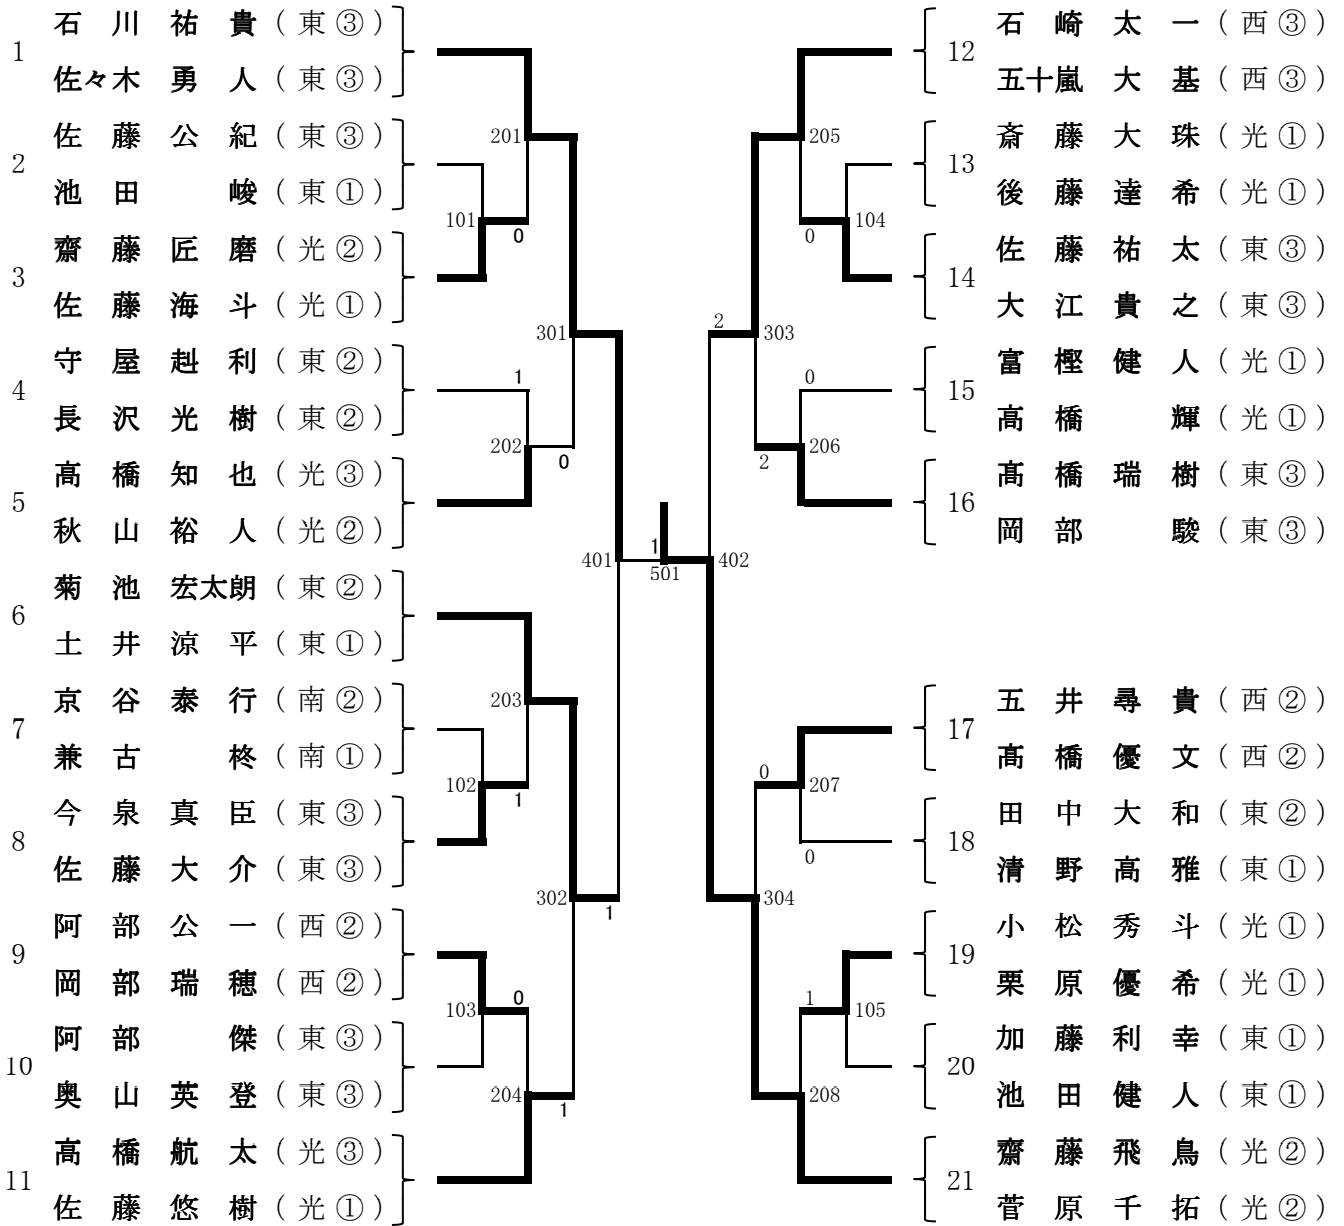 石川祐貴(東③)
1
佐々木勇人(東③)
佐藤公紀(東③)
2
池田峻(東①)
齋藤匠磨(光②)
3
佐藤海斗(光①)
守屋赳利(東②)
4
長沢光樹(東②)
高橋知也(光③)
5
秋山裕人(光②)
菊池宏太朗(東②)
6
土井涼平(東①)
京谷泰行(南②)
7
兼古柊(南①)
今泉真臣(東③)
8
佐藤大介(東③)
阿部公一(西②)
9
岡部瑞穂(西②)
阿部傑(東③)
10
奥山英登(東③)
高橋航太(光③)
11
佐藤悠樹(光①)
201
101
0
301
1
202
0
401
203
102
1
302
1
103
0
204
1
1
501
402
205
0
104
2
303
0
206
2
0
207
0
304
1
105
208
石崎太一(西③)
12
五十嵐大基(西③)
斎藤大珠(光①)
13
後藤達希(光①)
佐藤祐太(東③)
14
大江貴之(東③)
富樫健人(光①)
15
高橋輝(光①)
髙橋瑞樹(東③)
16
岡部駿(東③)
五井尋貴(西②)
17
髙橋優文(西②)
田中大和(東②)
18
清野高雅(東①)
小松秀斗(光①)
19
栗原優希(光①)
加藤利幸(東①)
20
池田健人(東①)
齋藤飛鳥(光②)
21
菅原千拓(光②)